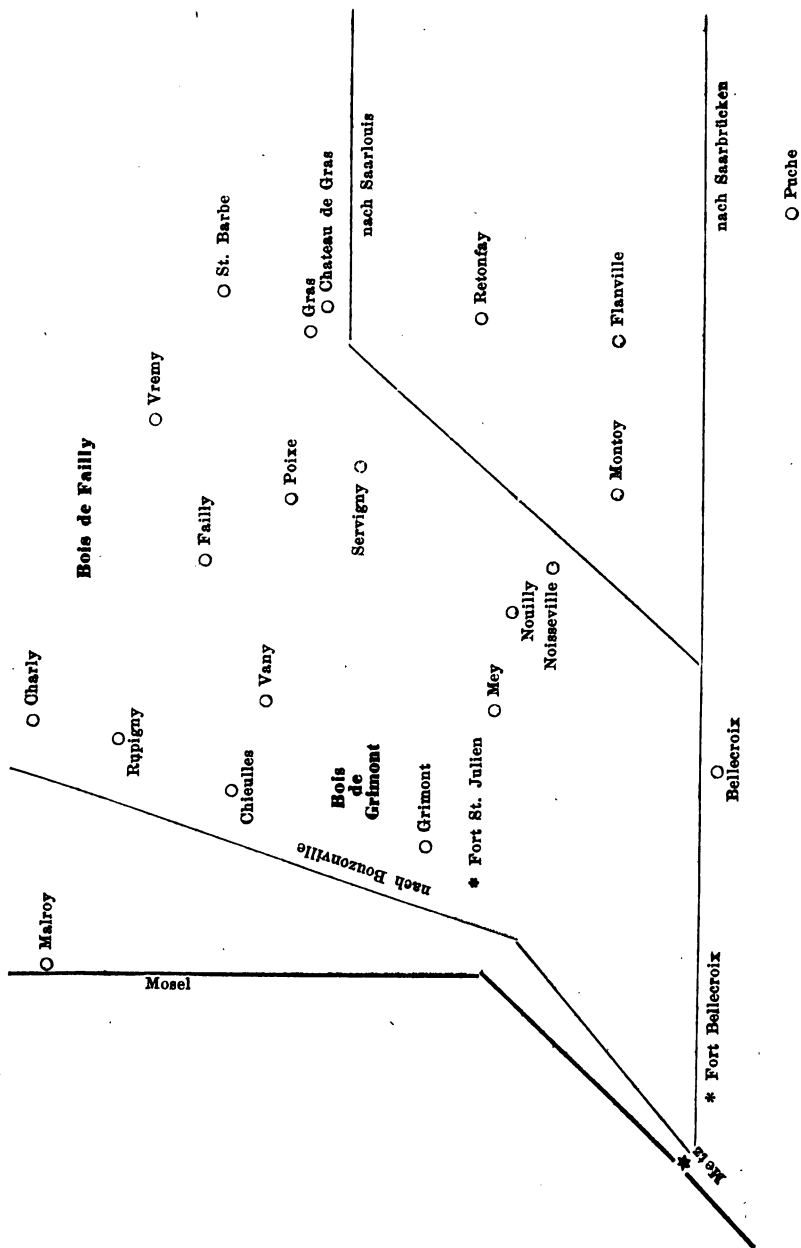 Malroy
Mosel
Charly
Rupigny
Bois de Failly
Vremy
Failly
St. Barbe
Chieulles
Vany
Poixe
Gras
Chateau de Gras
nach Saarlouis
nach Bouzonville
Bois
de
Grimont
Servigny
Grimont
Fort St. Julien
Mey
Nouilly
Noisseville
Retonfay
Montoy
Flanville
Metz
Fort Bellecroix
Bellecroix
nach Saarbrücken
Puche